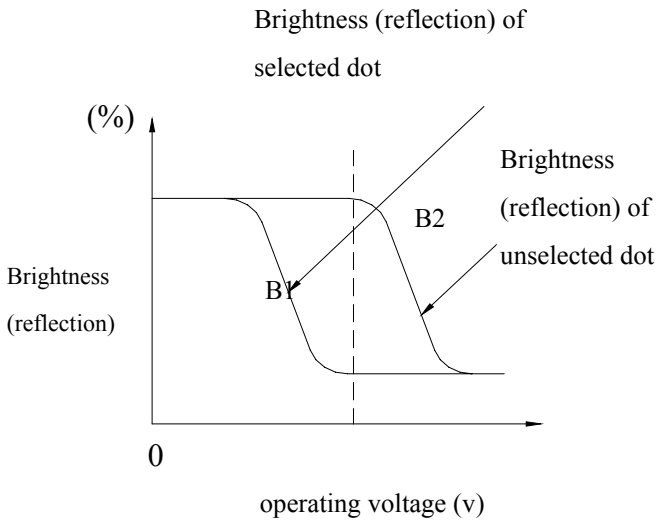 Brightness (reflection) of
selected dot
(%)
Brightness
(reflection) of
unselected dot
B2
Brightness
(reflection)
B1
0
operating voltage (v)